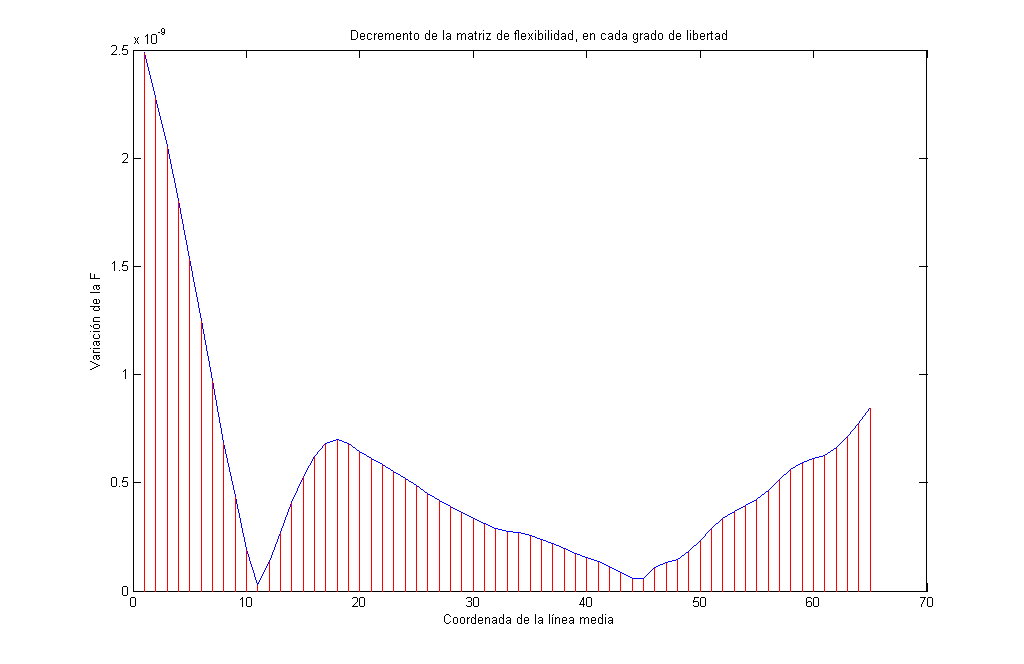 Decremento de la matriz de flexibilidad, en cada grado de libertad
x 10^-9
2.5
2
1.5
1
0.5
0
Variación de la F
0 10 20 30 40 50 60 70
Coordenada de la línea media